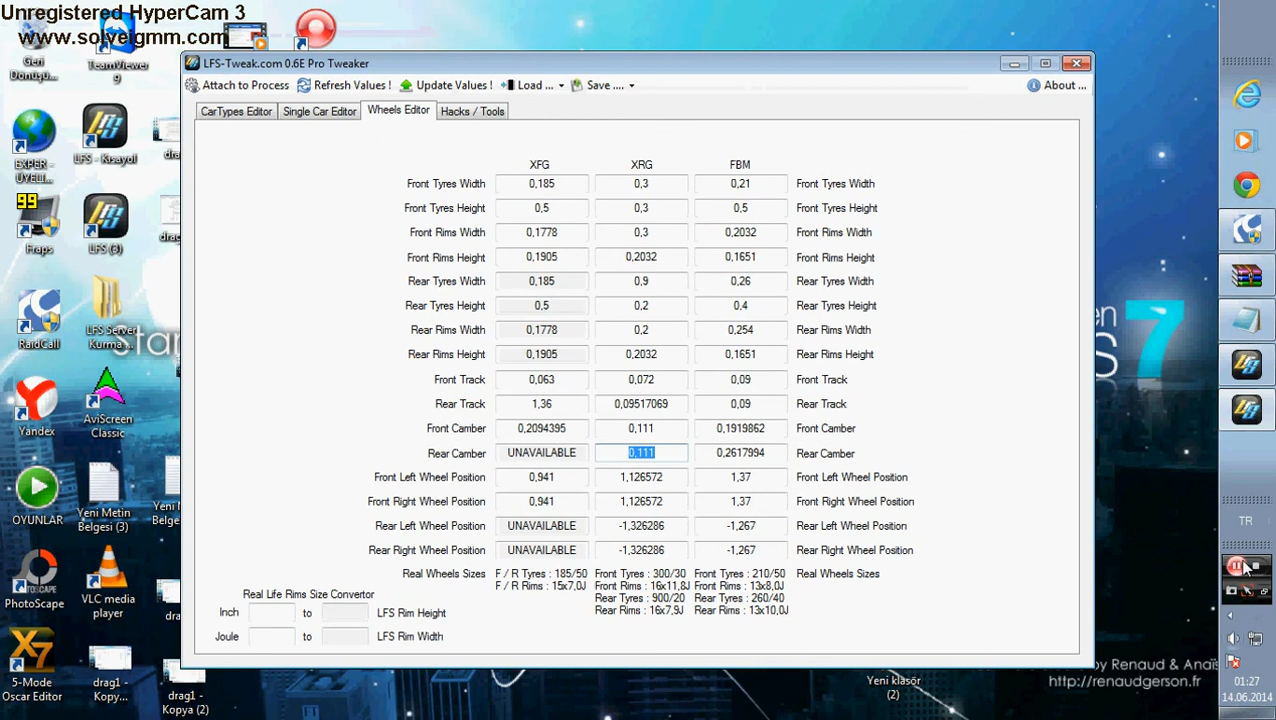 Unregistered HyperCam 3
www.solveigmm.com
Geri
Dönüşü...
TeamViewer
9
EXPER -
UYELI...
LFS - Kısayol
99
Fraps
LFS (3)
RaidCall
LFS Server
Kurma ...
Yandex
AviScreen
Classic
OYUNLAR
Yeni Metin
Belgesi (3)
PhotoScape
VLC media
player
X7
5-Mode
Oscar Editor
drag1 -
Kopy...
drag1 -
Kopya (2)
LFS-Tweak.com 0.6E Pro Tweaker
Attach to Process Refresh Values ! Update Values ! Load ... Save .... About ...
CarTypes Editor Single Car Editor Wheels Editor Hacks / Tools
XFG XRG FBM
Front Tyres Width 0,185 0,3 0,21 Front Tyres Width
Front Tyres Height 0,5 0,3 0,5 Front Tyres Height
Front Rims Width 0,1778 0,3 0,2032 Front Rims Width
Front Rims Height 0,1905 0,2032 0,1651 Front Rims Height
Rear Tyres Width 0,185 0,9 0,26 Rear Tyres Width
Rear Tyres Height 0,5 0,2 0,4 Rear Tyres Height
Rear Rims Width 0,1778 0,2 0,254 Rear Rims Width
Rear Rims Height 0,1905 0,2032 0,1651 Rear Rims Height
Front Track 0,063 0,072 0,09 Front Track
Rear Track 1,36 0,09517069 0,09 Rear Track
Front Camber 0,2094395 0,111 0,1919862 Front Camber
Rear Camber UNAVAILABLE 0,111 0,2617994 Rear Camber
Front Left Wheel Position 0,941 1,126572 1,37 Front Left Wheel Position
Front Right Wheel Position 0,941 1,126572 1,37 Front Right Wheel Position
Rear Left Wheel Position UNAVAILABLE -1,326286 -1,267 Rear Left Wheel Position
Rear Right Wheel Position UNAVAILABLE -1,326286 -1,267 Rear Right Wheel Position
Real Wheels Sizes F / R Tyres : 185/50 Front Tyres : 300/30 Front Tyres : 210/50 Real Wheels Sizes
F / R Rims : 15x7,0J Front Rims : 16x11,8J Front Rims : 13x8,0J
Rear Tyres : 900/20 Rear Tyres : 260/40
Rear Rims : 16x7,9J Rear Rims : 13x10,0J
Real Life Rims Size Convertor
Inch to LFS Rim Height
Joule to LFS Rim Width
7
by Renaud & Anaïs
http://renaudgerson.fr
Yeni klasör
(2)
TR
01:27
14.06.2014